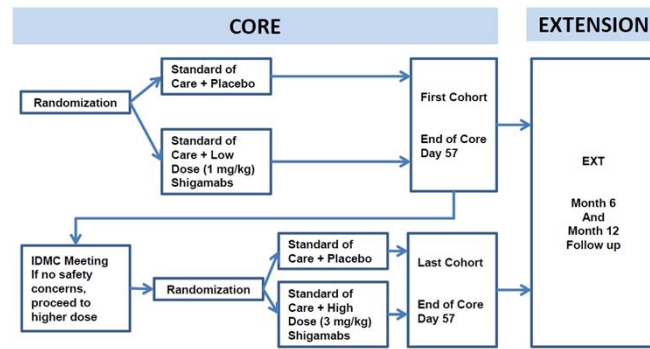 CORE
EXTENSION
Randomization
Standard of
Care + Placebo
Standard of
Care + Low
Dose (1 mg/kg)
Shigamabs
First Cohort
End of Core
Day 57
EXT
Month 6
And
Month 12
Follow up
IDMC Meeting
If no safety
concerns,
proceed to
higher dose
Randomization
Standard of
Care + Placebo
Standard of
Care + High
Dose (3 mg/kg)
Shigamabs
Last Cohort
End of Core
Day 57